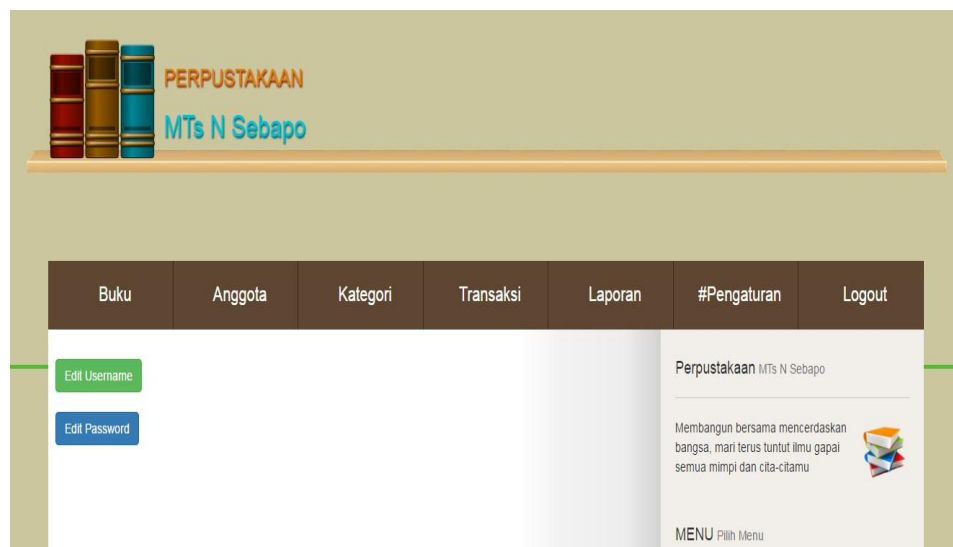 PERPUSTAKAAN
MTs N Sebapo
Buku Anggota Kategori Transaksi Laporan #Pengaturan Logout
Edit Username
Edit Password
Perpustakaan MTs N Sebapo
Membangun bersama mencerdaskan
bangsa, mari terus tuntut ilmu gapai
semua mimpi dan cita-citamu
MENU Pilih Menu